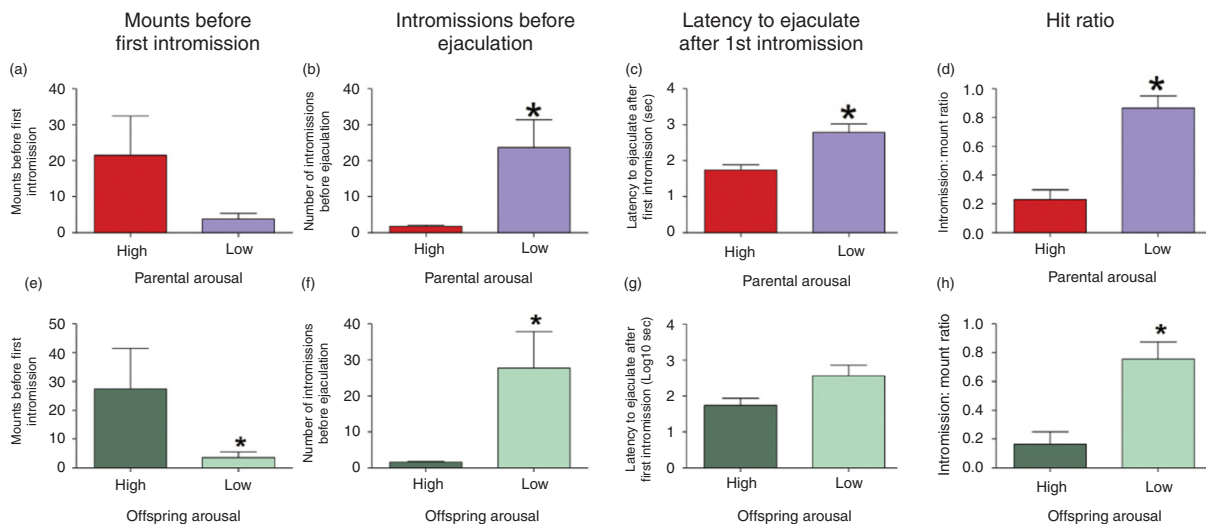 Mounts before
first intromission
Intromissions before
ejaculation
Latency to ejaculate
after 1st intromission
Hit ratio
(a)
Mounts before first
intromission
40
30
20
10
0
High
Low
Parental arousal
(b)
Number of intromissions
before ejaculation
40
30
20
10
0
*
High
Low
Parental arousal
(c)
Latency to ejaculate after
first intromission (sec)
4
3
2
1
0
*
High
Low
Parental arousal
(d)
Intromission: mount ratio
1.0
0.8
0.6
0.4
0.2
0.0
*
High
Low
Parental arousal
(e)
Mounts before first
intromission
50
40
30
20
10
0
*
High
Low
Offspring arousal
(f)
Number of intromissions
before ejaculation
40
30
20
10
0
*
High
Low
Offspring arousal
(g)
Latency to ejaculate after
first intromission (Log10 sec)
4
3
2
1
0
High
Low
Offspring arousal
(h)
Intromission: mount ratio
1.0
0.8
0.6
0.4
0.2
0.0
*
High
Low
Offspring arousal